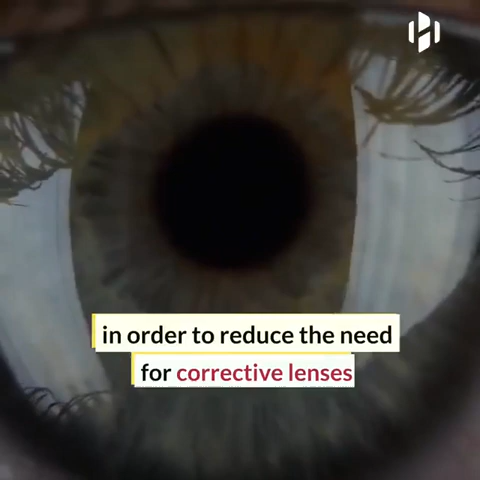 in order to reduce the need
for corrective lenses